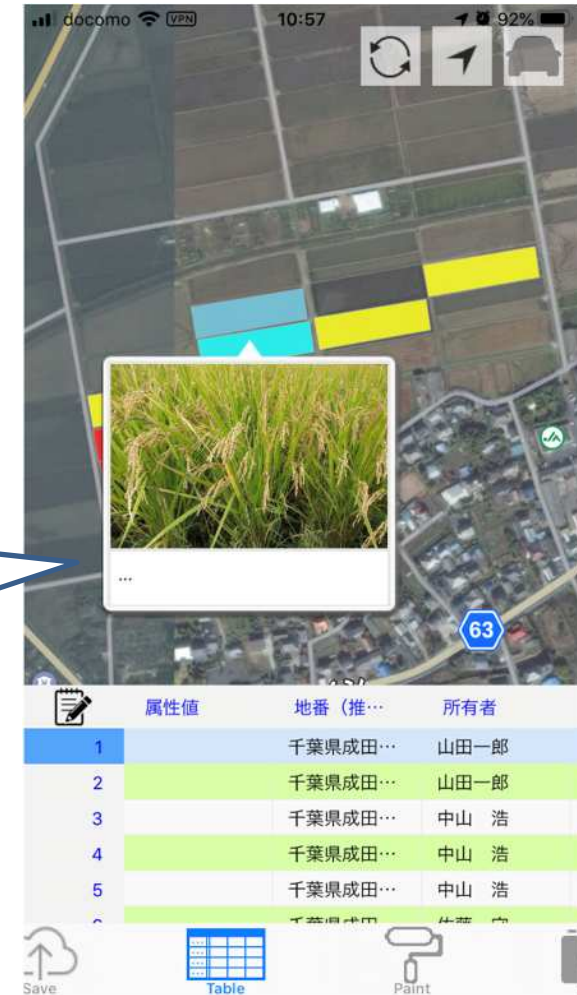 docomo VPN 10:57 92%
JA
...
63
属性値 地番（推… 所有者
1 千葉県成田… 山田一郎
2 千葉県成田… 山田一郎
3 千葉県成田… 中山　浩
4 千葉県成田… 中山　浩
5 千葉県成田… 中山　浩
Save Table Paint